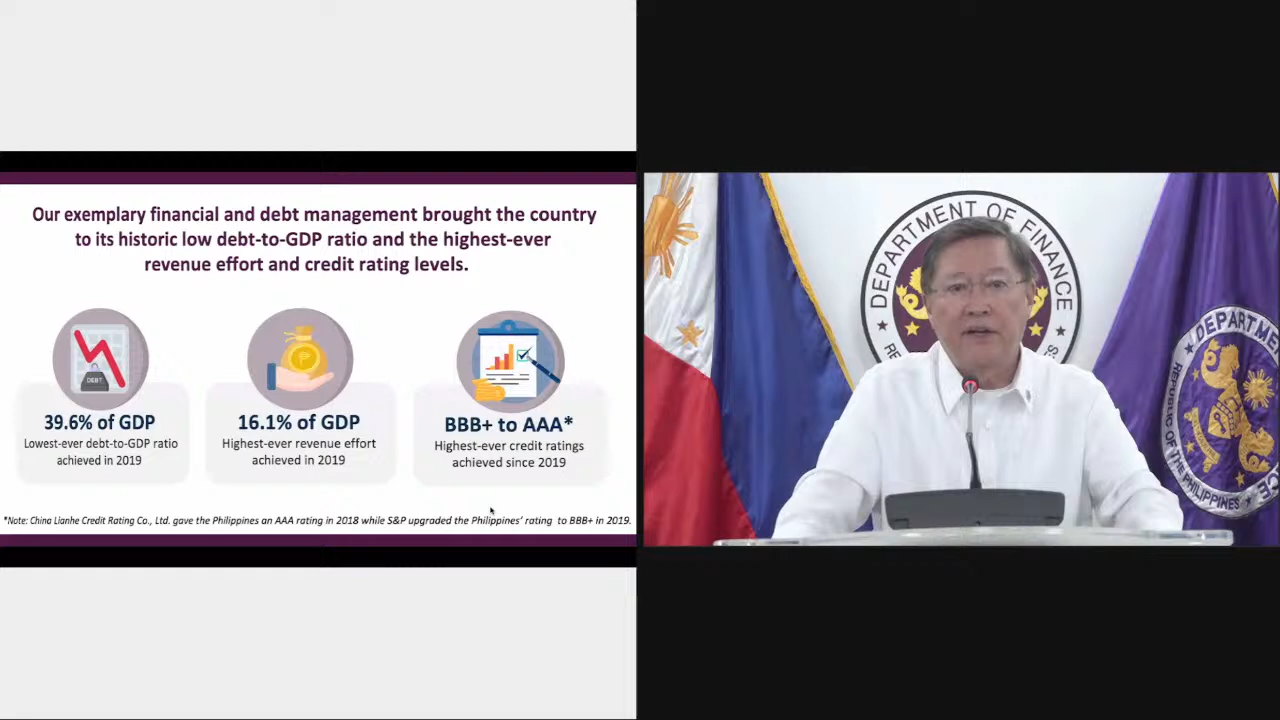 Our exemplary financial and debt management brought the country
to its historic low debt-to-GDP ratio and the highest-ever
revenue effort and credit rating levels.
DEBT
39.6% of GDP
Lowest-ever debt-to-GDP ratio
achieved in 2019
16.1% of GDP
Highest-ever revenue effort
achieved in 2019
BBB+ to AAA*
Highest-ever credit ratings
achieved since 2019
*Note: China Lianhe Credit Rating Co., Ltd. gave the Philippines an AAA rating in 2018 while S&P upgraded the Philippines' rating to BBB+ in 2019.
DEPARTMENT OF FINANCE
DEPARTM
REPUBLIC OF THE PHILIPPINES